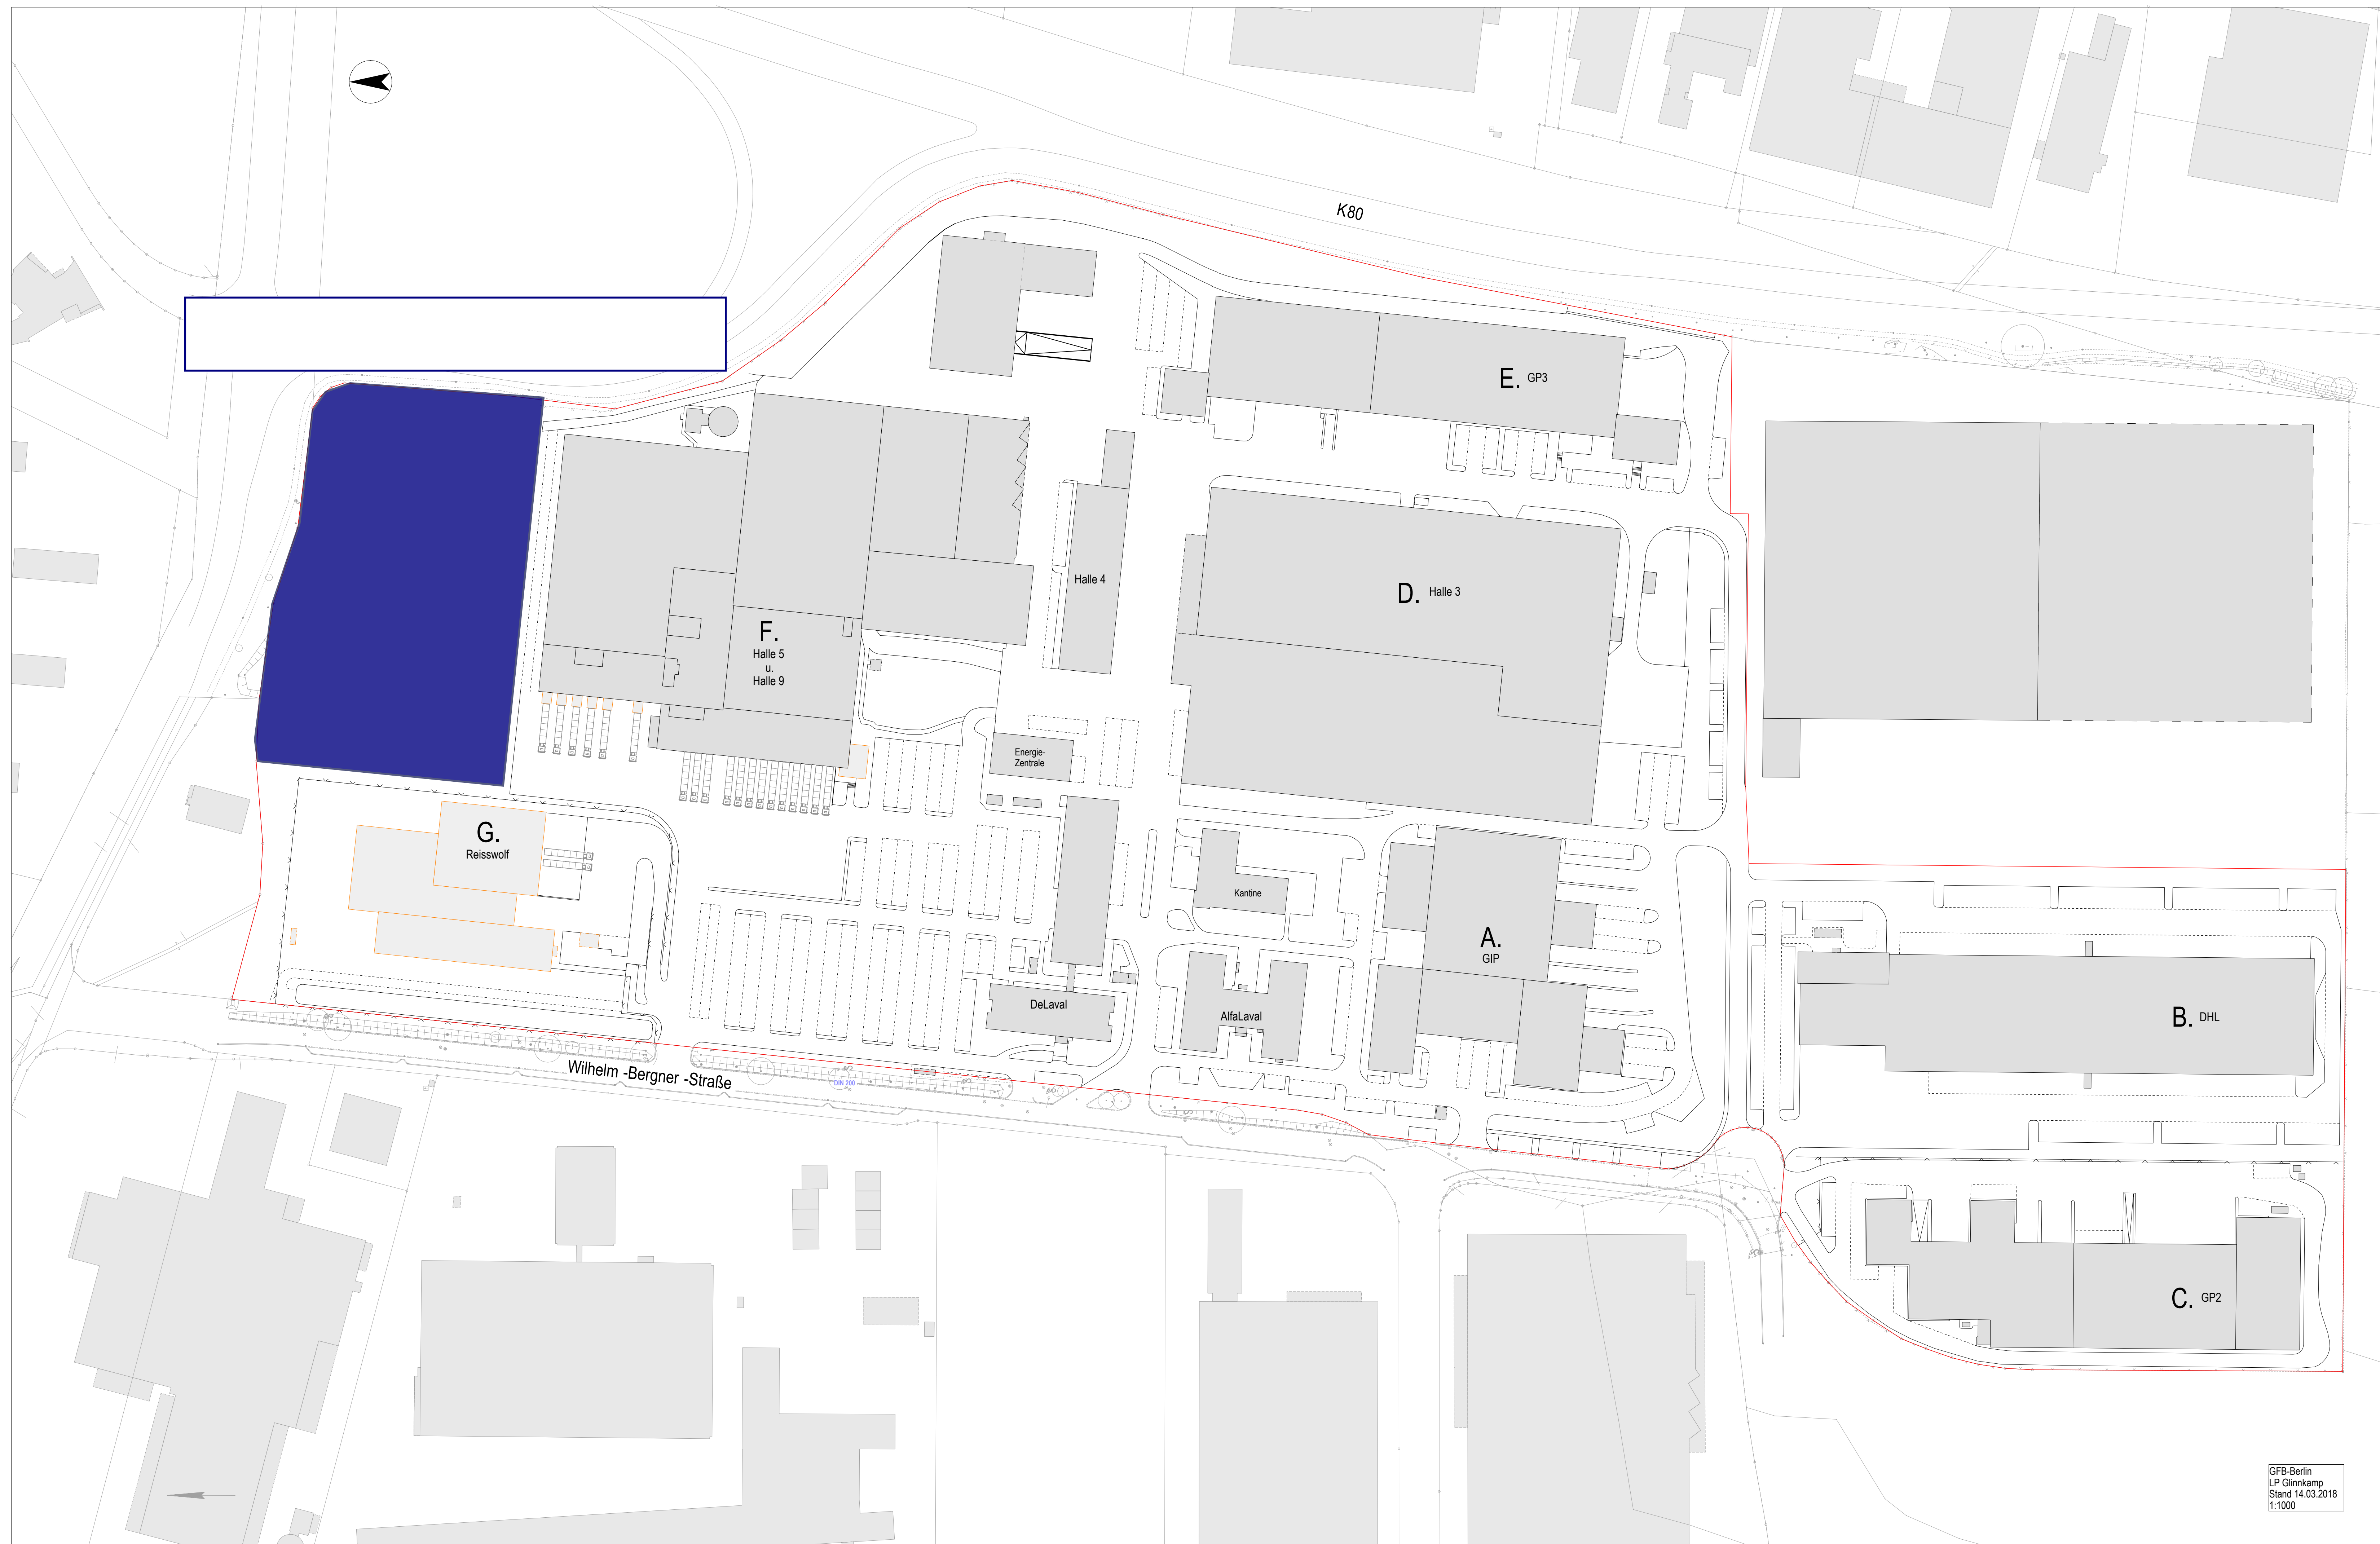 K80
E. GP3
Halle 4
D. Halle 3
F.
Halle 5
u.
Halle 9
Energie-
Zentrale
G.
Reisswolf
Kantine
A.
GIP
DeLaval
AlfaLaval
B. DHL
Wilhelm -Bergner -Straße
DIN 200
C. GP2
GFB-Berlin
LP Glinnkamp
Stand 14.03.2018
1:1000